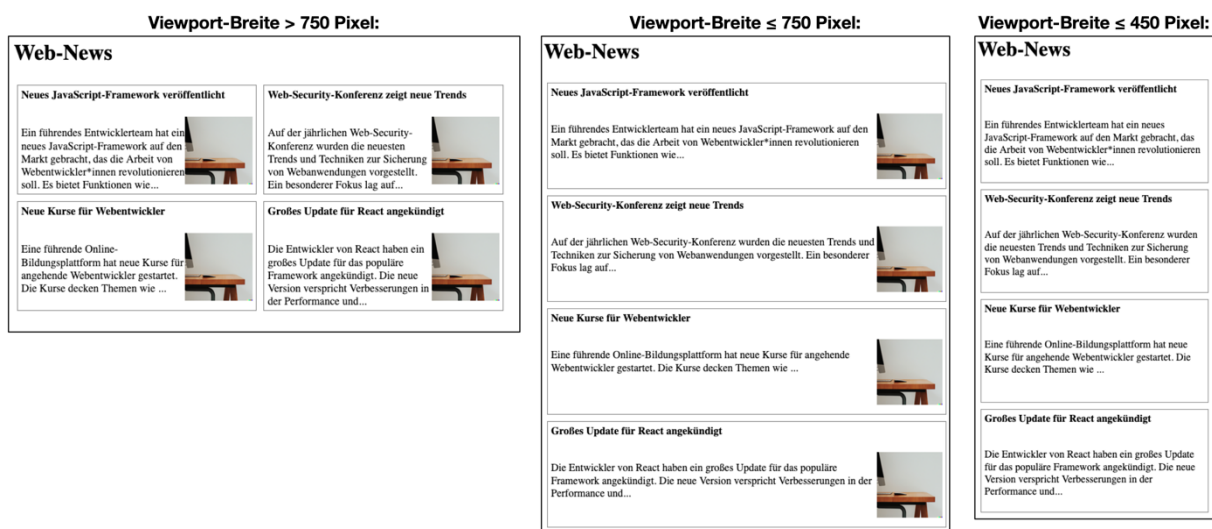 Viewport-Breite > 750 Pixel:
Web-News
Neues JavaScript-Framework veröffentlicht
Ein führendes Entwicklerteam hat ein
neues JavaScript-Framework auf den
Markt gebracht, das die Arbeit von
Webentwickler*innen revolutionieren
soll. Es bietet Funktionen wie...
Web-Security-Konferenz zeigt neue Trends
Auf der jährlichen Web-Security-
Konferenz wurden die neuesten
Trends und Techniken zur Sicherung
von Webanwendungen vorgestellt.
Ein besonderer Fokus lag auf...
Neue Kurse für Webentwickler
Eine führende Online-
Bildungsplattform hat neue Kurse für
angehende Webentwickler gestartet.
Die Kurse decken Themen wie ...
Großes Update für React angekündigt
Die Entwickler von React haben ein
großes Update für das populäre
Framework angekündigt. Die neue
Version verspricht Verbesserungen in
der Performance und...
Viewport-Breite ≤ 750 Pixel:
Web-News
Neues JavaScript-Framework veröffentlicht
Ein führendes Entwicklerteam hat ein neues JavaScript-Framework auf den
Markt gebracht, das die Arbeit von Webentwickler*innen revolutionieren
soll. Es bietet Funktionen wie...
Web-Security-Konferenz zeigt neue Trends
Auf der jährlichen Web-Security-Konferenz wurden die neuesten Trends und
Techniken zur Sicherung von Webanwendungen vorgestellt. Ein besonderer
Fokus lag auf...
Neue Kurse für Webentwickler
Eine führende Online-Bildungsplattform hat neue Kurse für angehende
Webentwickler gestartet. Die Kurse decken Themen wie ...
Großes Update für React angekündigt
Die Entwickler von React haben ein großes Update für das populäre
Framework angekündigt. Die neue Version verspricht Verbesserungen in der
Performance und...
Viewport-Breite ≤ 450 Pixel:
Web-News
Neues JavaScript-Framework veröffentlicht
Ein führendes Entwicklerteam hat ein neues
JavaScript-Framework auf den Markt gebracht, das
die Arbeit von Webentwickler*innen revolutionieren
soll. Es bietet Funktionen wie...
Web-Security-Konferenz zeigt neue Trends
Auf der jährlichen Web-Security-Konferenz wurden
die neuesten Trends und Techniken zur Sicherung
von Webanwendungen vorgestellt. Ein besonderer
Fokus lag auf...
Neue Kurse für Webentwickler
Eine führende Online-Bildungsplattform hat neue
Kurse für angehende Webentwickler gestartet. Die
Kurse decken Themen wie ...
Großes Update für React angekündigt
Die Entwickler von React haben ein großes Update
für das populäre Framework angekündigt. Die neue
Version verspricht Verbesserungen in der
Performance und...